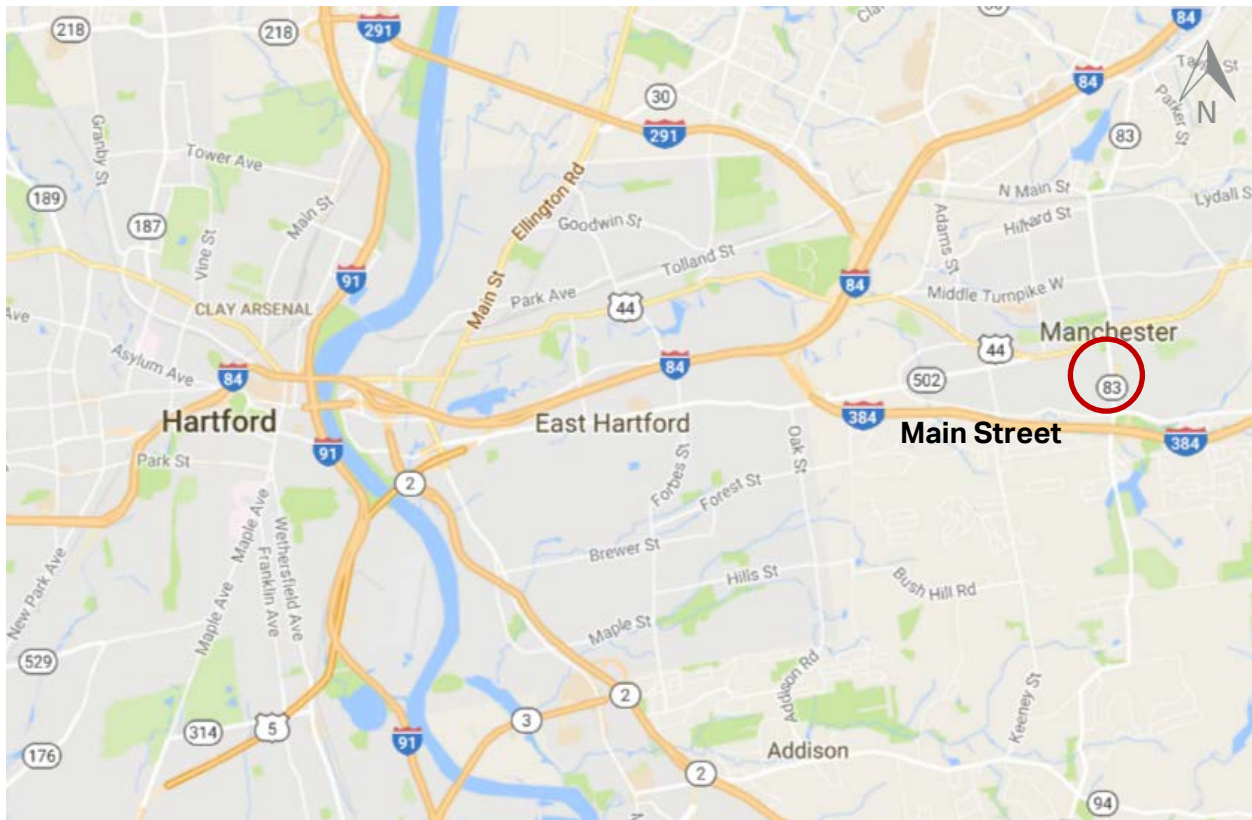 218
218
291
84
Tower Ave
Granby St
30
291
84
Parker St
N
83
189
187
Vine St
Main St
Ellington Rd
Goodwin St
N Main St
Lydall S
Adams St
Tolland St
91
84
Middle Turnpike W
CLAY ARSENAL
Park Ave
44
Main St
Ave
Asylum Ave
84
44
Manchester
84
502
83
Hartford
East Hartford
384
Main Street
384
91
Park St
2
Oak St
Forbes St
Forest St
Maple Ave
Wethersfield Ave
Franklin Ave
New Park Ave
Brewer St
Hills St
Bush Hill Rd
Maple Ave
Maple St
529
Addison Rd
Keeney St
2
3
5
314
91
176
Addison
2
94